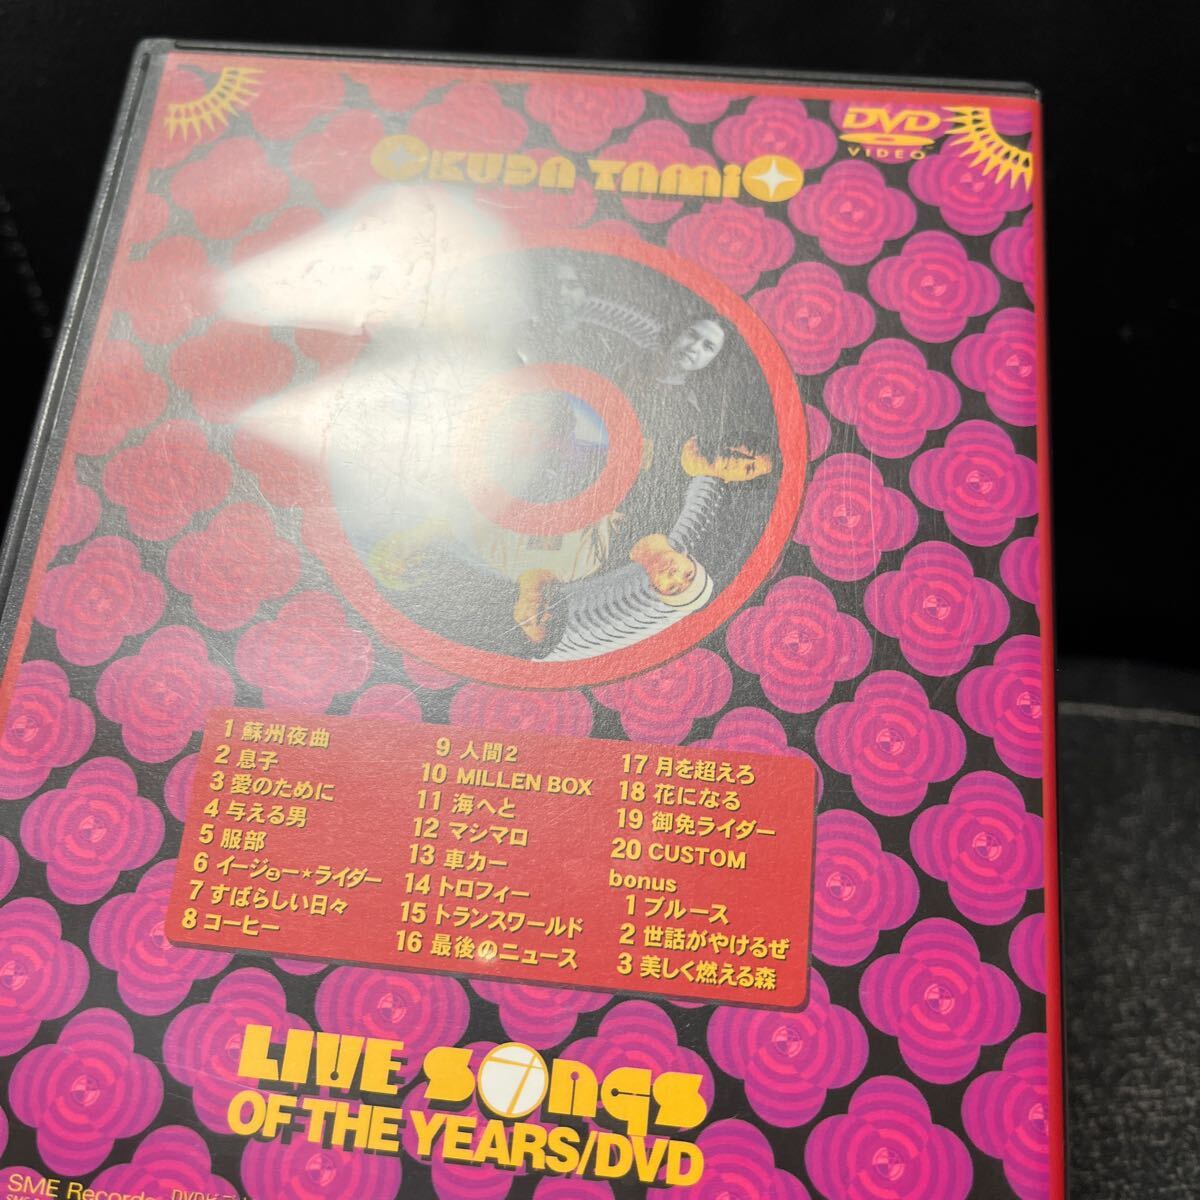 DVD
VIDEO
OKUDA TAMIO
1 蘇州夜曲
2 息子
3 愛のために
4 与える男
5 服部
6 イージュー★ライダー
7 すばらしい日々
8 コーヒー
9 人間2
10 MILLEN BOX
11 海へと
12 マシマロ
13 車カー
14 トロフィー
15 トランスワールド
16 最後のニュース
17 月を超えろ
18 花になる
19 御免ライダー
20 CUSTOM
bonus
1 ブルース
2 世話がやけるぜ
3 美しく燃える森
LIVE SONGS
7
OF THE YEARS/DVD
SME Records